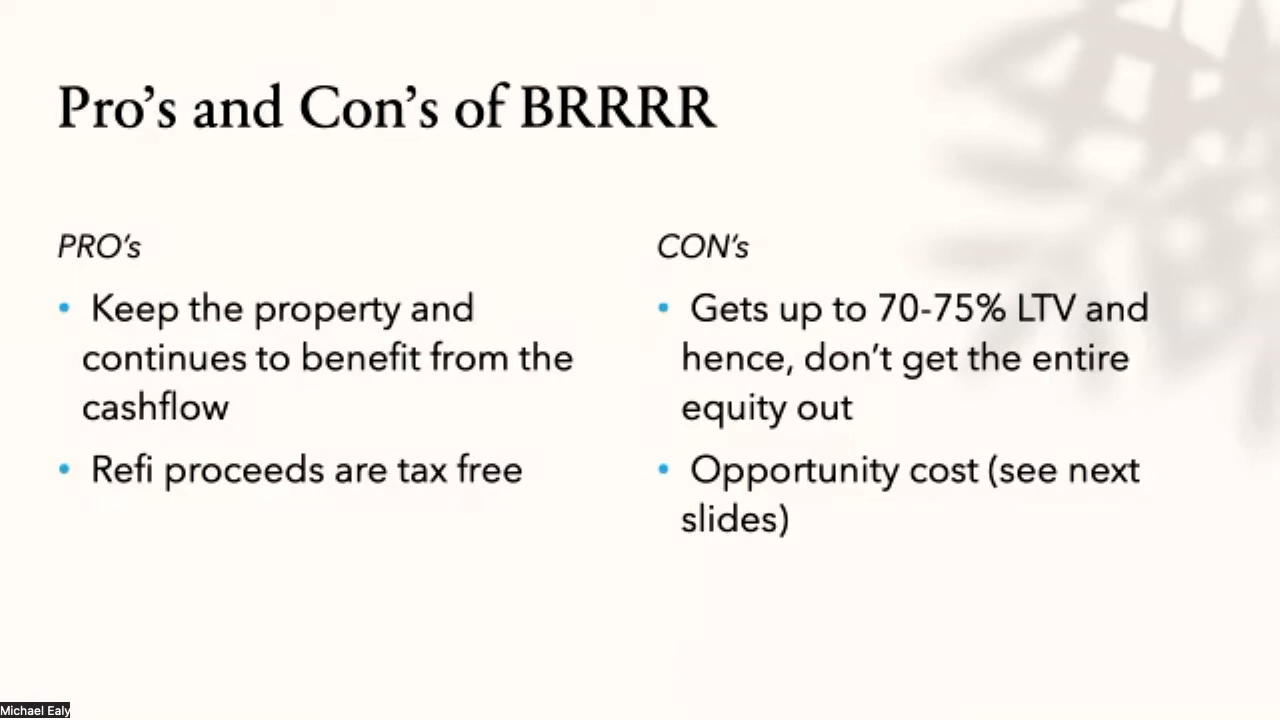 Pro’s and Con’s of BRRRR
PRO’s
• Keep the property and
continues to benefit from the
cashflow
• Refi proceeds are tax free
CON’s
• Gets up to 70-75% LTV and
hence, don’t get the entire
equity out
• Opportunity cost (see next
slides)
Michael Ealy